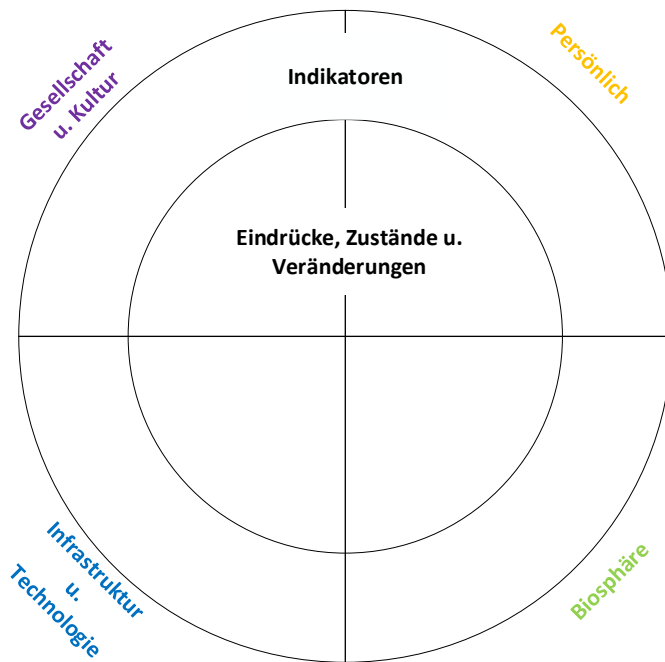 Gesellschaft
u. Kultur
Persönlich
Indikatoren
Eindrücke, Zustände u.
Veränderungen
Infrastruktur
u.
Technologie
Biosphäre